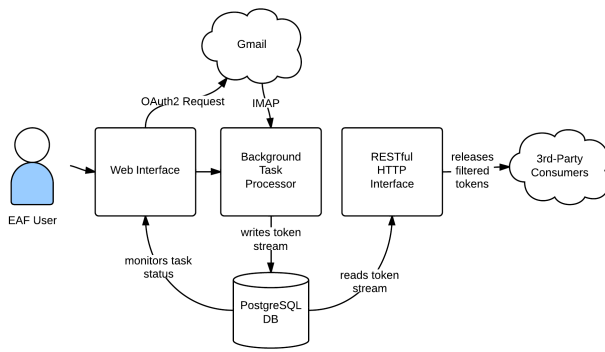 Gmail
OAuth2 Request
IMAP
EAF User
Web Interface
Background
Task
Processor
RESTful
HTTP
Interface
releases
filtered
tokens
3rd-Party
Consumers
writes token
stream
monitors task
status
reads token
stream
PostgreSQL
DB